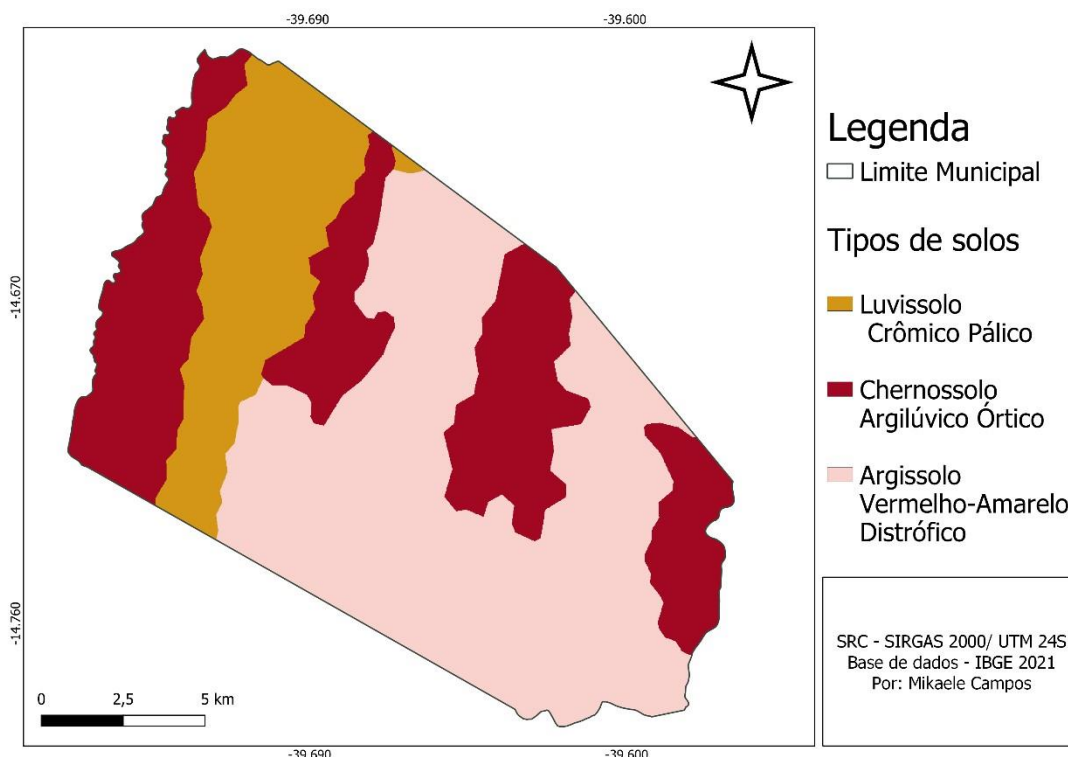 -39.690
-39.600
-14.670
-14.760
Legenda
Limite Municipal
Tipos de solos
Luvissolo
Crômico Pálico
Chernossolo
Argilúvico Órtico
Argissolo
Vermelho-Amarelo
Distrófico
SRC - SIRGAS 2000/ UTM 24S
Base de dados - IBGE 2021
Por: Mikaele Campos
0 2,5 5 km
-39.690
-39.600